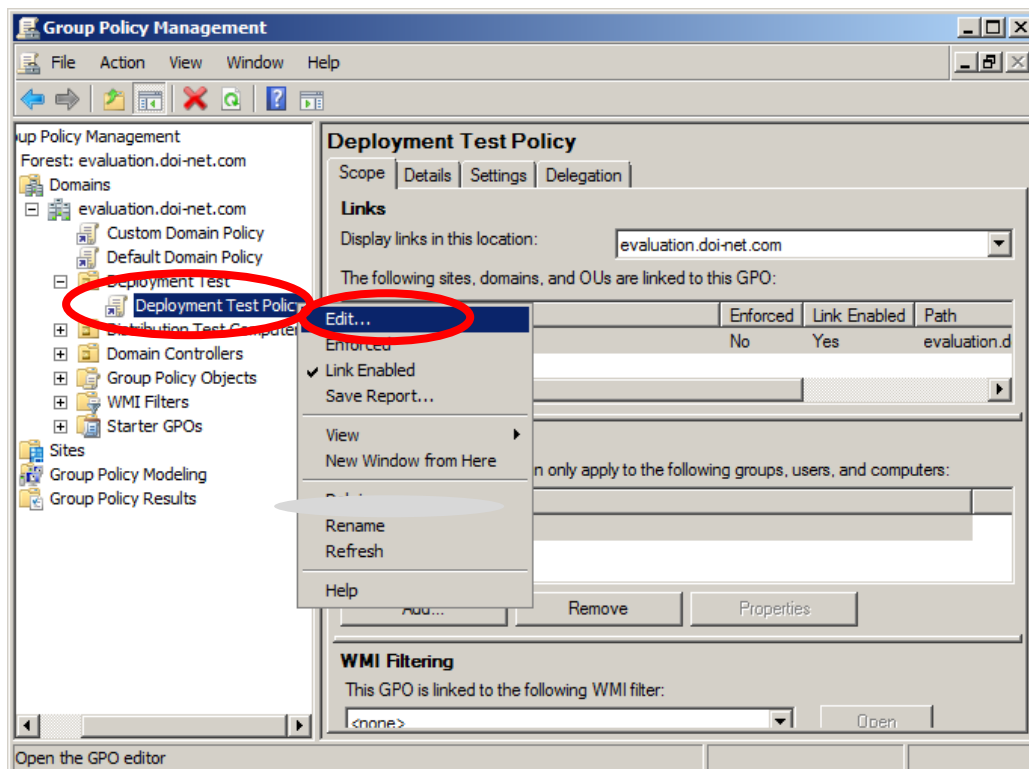 Group Policy Management
File Action View Window Help
up Policy Management
Forest: evaluation.doi-net.com
Domains
evaluation.doi-net.com
Custom Domain Policy
Default Domain Policy
Deployment Test
Deployment Test Polic
Distribution Test Computer
Domain Controllers
Group Policy Objects
WMI Filters
Starter GPOs
Sites
Group Policy Modeling
Group Policy Results
Deployment Test Policy
Scope Details Settings Delegation
Links
Display links in this location: evaluation.doi-net.com
The following sites, domains, and OUs are linked to this GPO:
Enforced Link Enabled Path
No Yes evaluation.d
Edit...
Enforced
Link Enabled
Save Report...
View
New Window from Here
Rename
Refresh
Help
n only apply to the following groups, users, and computers:
Add... Remove Properties
WMI Filtering
This GPO is linked to the following WMI filter:
<none> Open
Open the GPO editor